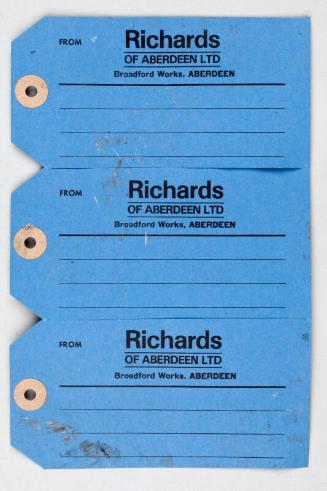 FROM
Richards
OF ABERDEEN LTD
Broadford Works, ABERDEEN
FROM
Richards
OF ABERDEEN LTD
Broadford Works, ABERDEEN
FROM
Richards
OF ABERDEEN LTD
Broadford Works, ABERDEEN